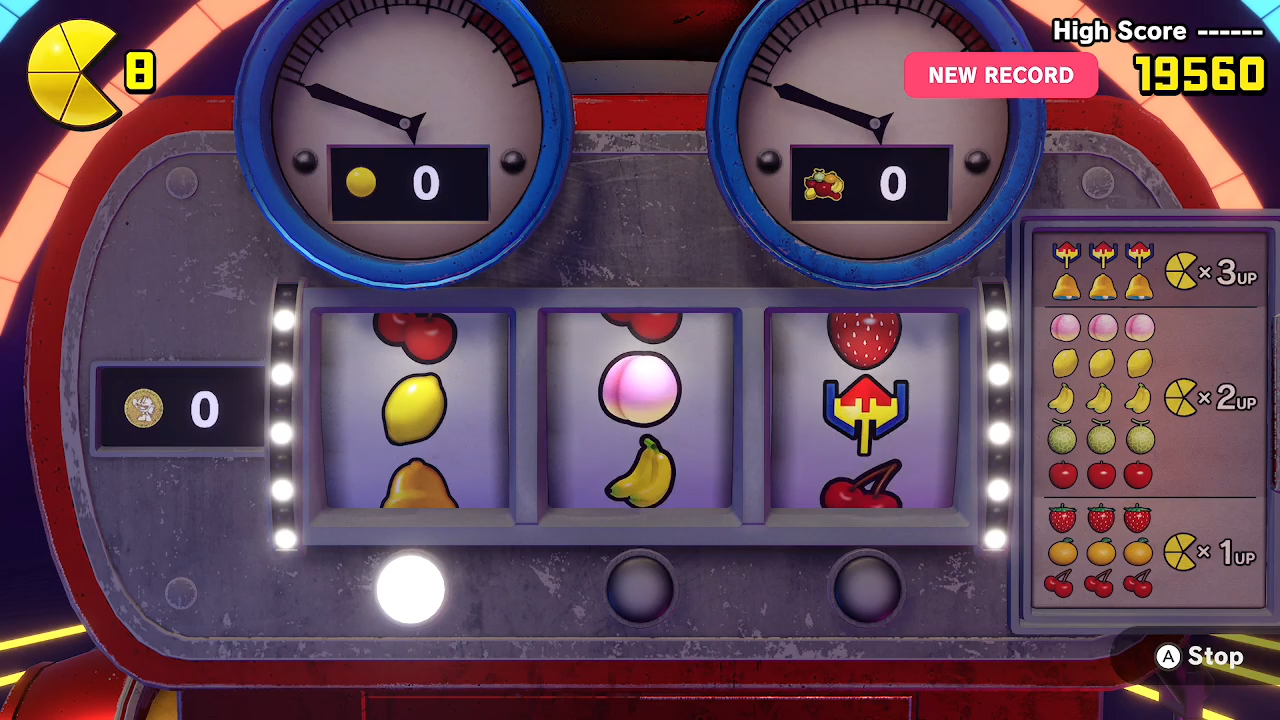 8
High Score ------
NEW RECORD
19560
0
0
0
× 3UP
× 2UP
× 1UP
A Stop